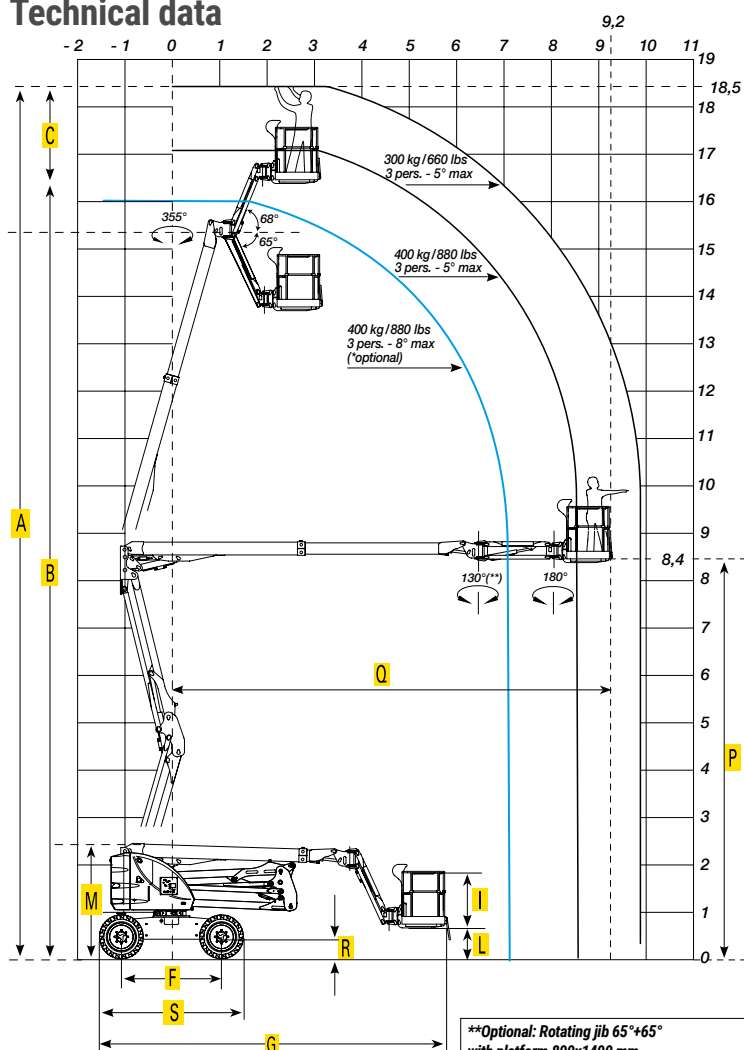 Technical data
9,2
- 2 - 1 0 1 2 3 4 5 6 7 8 9 10 11
19
18,5
18
C
17
300 kg/660 lbs
3 pers. - 5° max
16
355°
68°
65°
15
400 kg/880 lbs
3 pers. - 5° max
14
400 kg/880 lbs
3 pers. - 8° max
(*optional)
13
12
11
10
A
B
9
8,4
8
130°(**)
180°
7
Q
6
5
P
4
3
2
M
I
1
R
L
0
F
S
G
**Optional: Rotating jib 65°+65°
with platform 800x1400 mm